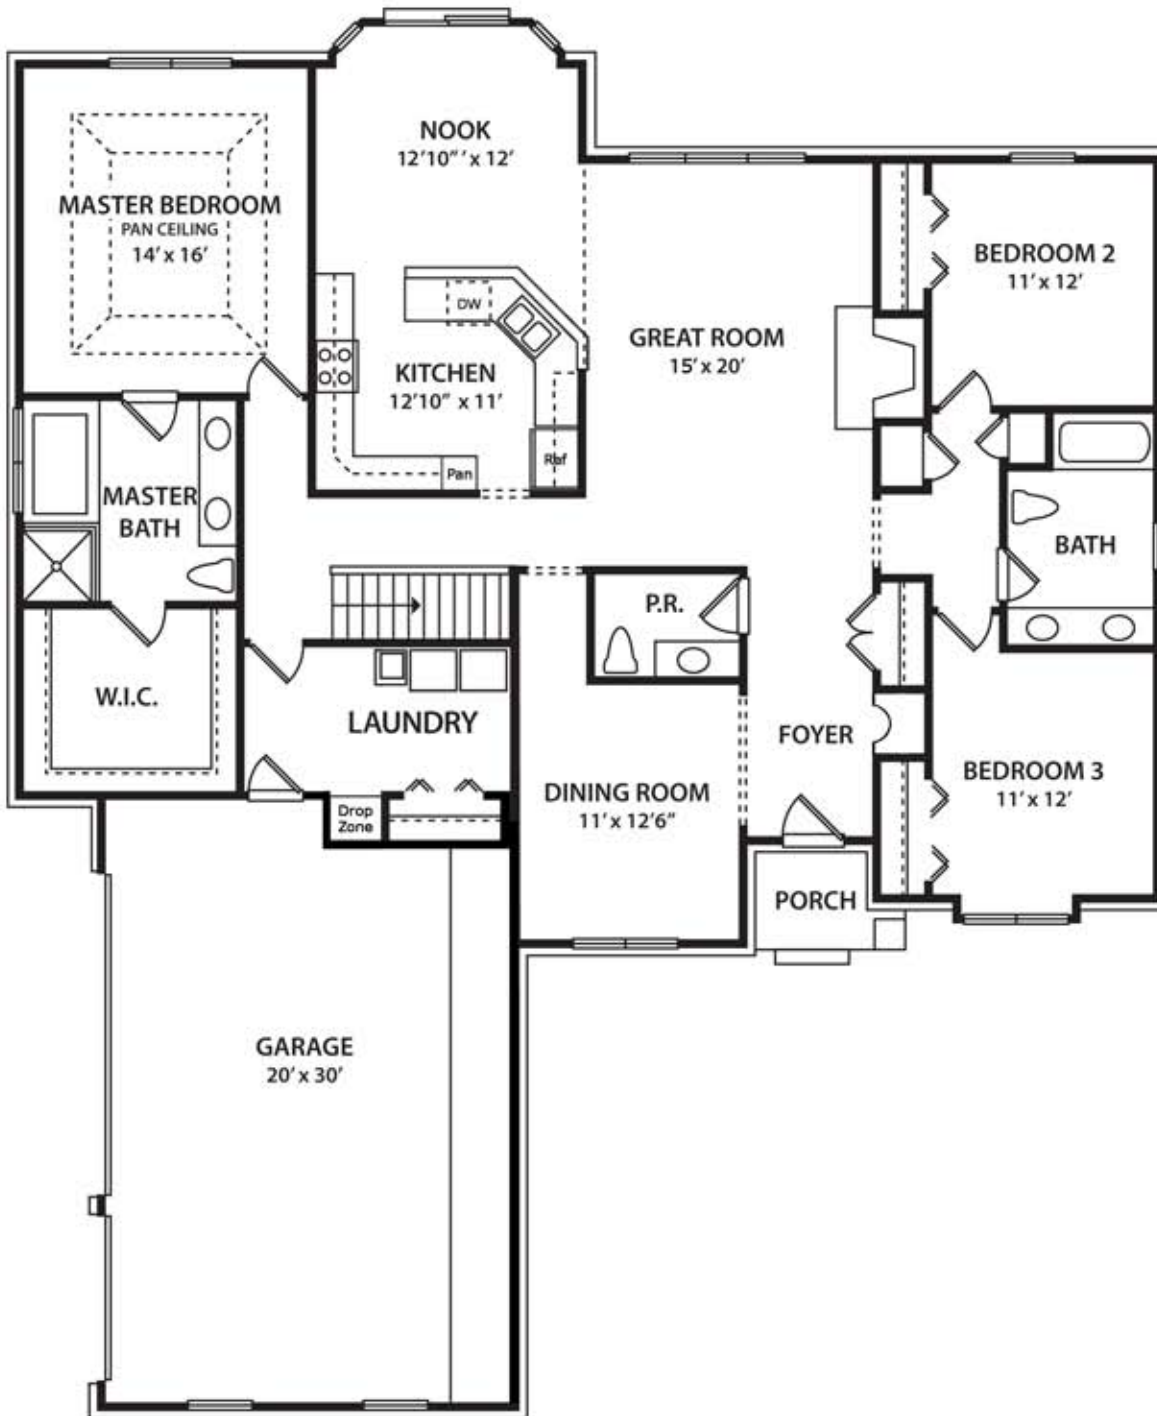 NOOK
12'10"' x 12'
MASTER BEDROOM
PAN CEILING
14' x 16'
BEDROOM 2
11' x 12'
DW
GREAT ROOM
15' x 20'
KITCHEN
12'10" x 11'
Pan
Ref
MASTER
BATH
BATH
P.R.
W.I.C.
LAUNDRY
FOYER
DINING ROOM
11' x 12'6"
BEDROOM 3
11' x 12'
Drop
Zone
PORCH
GARAGE
20' x 30'